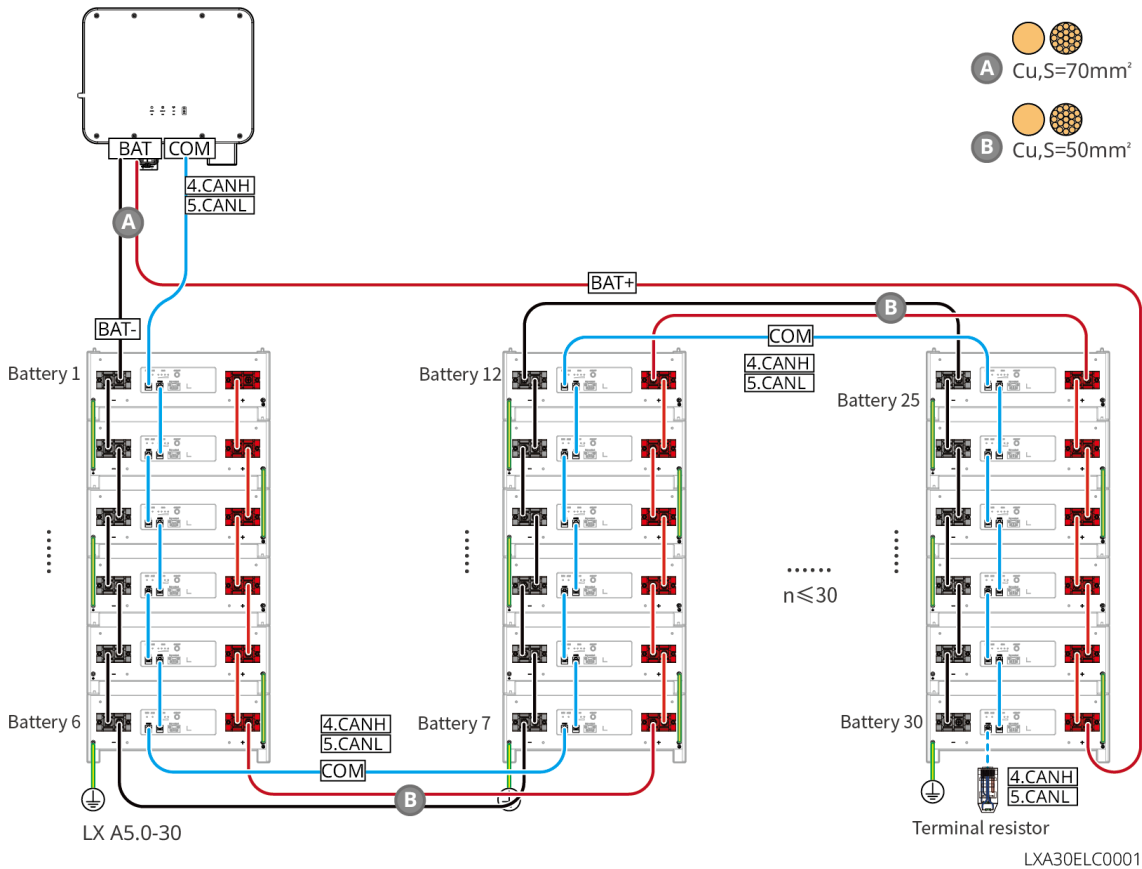 A
Cu,S=70mm²
B
Cu,S=50mm²
BAT
COM
4.CANH
5.CANL
A
BAT+
B
BAT-
COM
4.CANH
5.CANL
Battery 1
Battery 12
Battery 25
......
n≤30
Battery 6
Battery 7
Battery 30
4.CANH
5.CANL
COM
B
4.CANH
5.CANL
LX A5.0-30
Terminal resistor
LXA30ELC0001